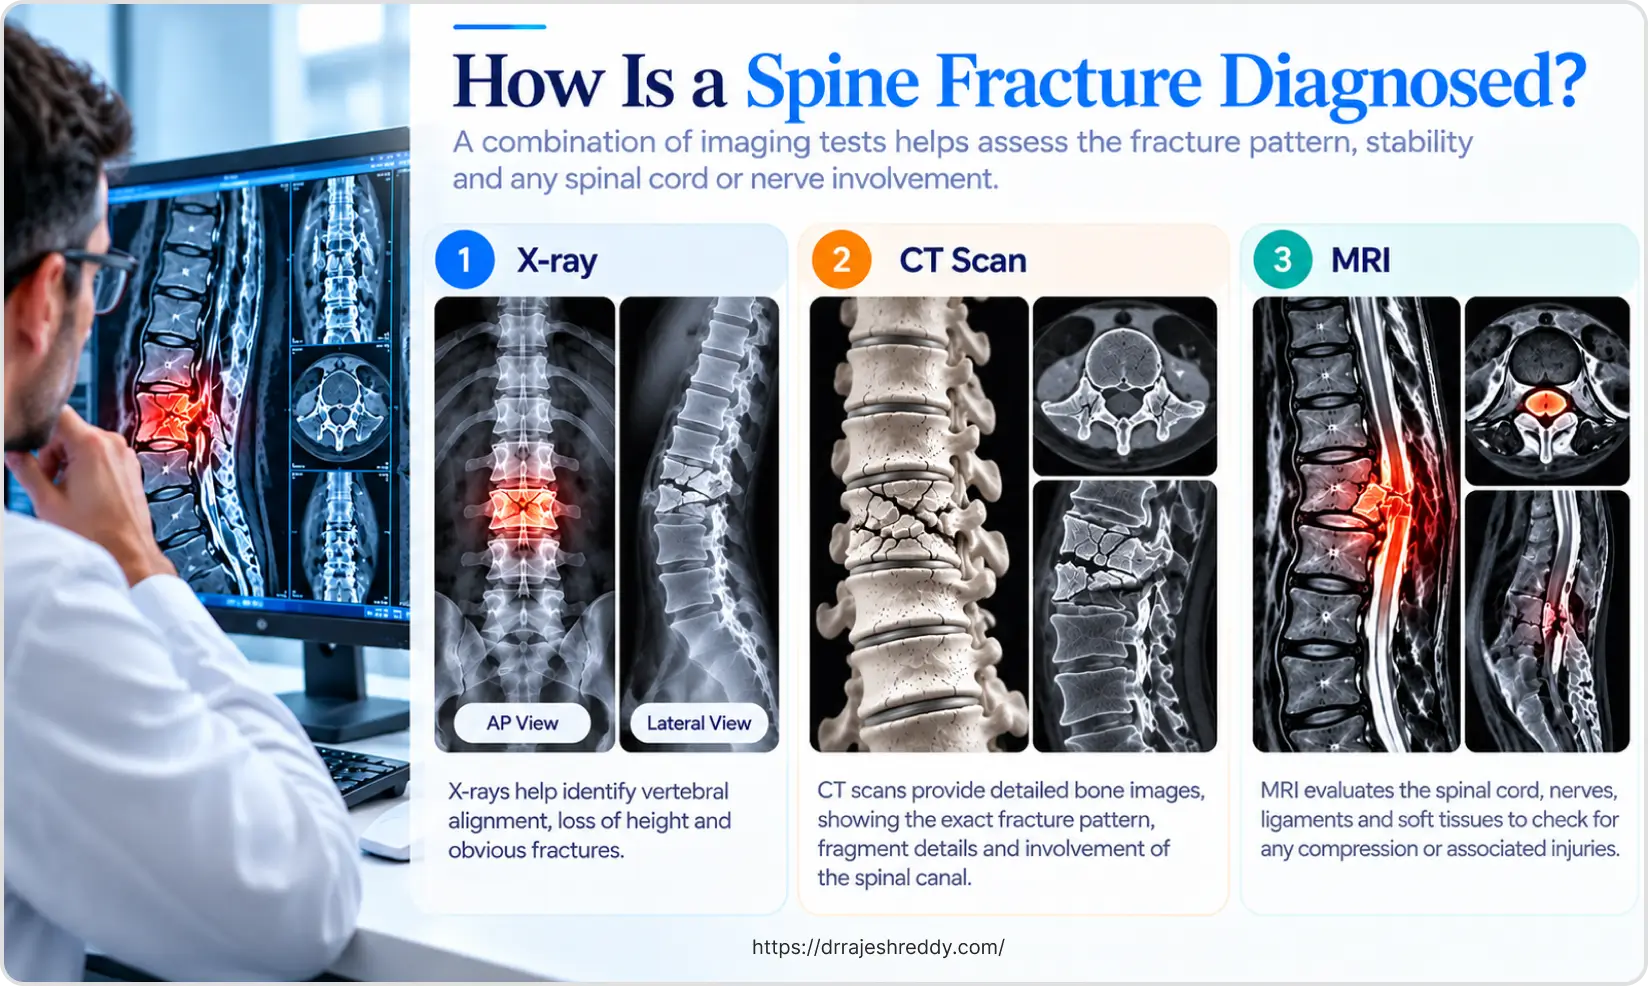 How Is a Spine Fracture Diagnosed?
A combination of imaging tests helps assess the fracture pattern, stability
and any spinal cord or nerve involvement.
1 X-ray
AP View
Lateral View
X-rays help identify vertebral
alignment, loss of height and
obvious fractures.
2 CT Scan
CT scans provide detailed bone images,
showing the exact fracture pattern,
fragment details and involvement of
the spinal canal.
3 MRI
MRI evaluates the spinal cord, nerves,
ligaments and soft tissues to check for
any compression or associated injuries.
https://drrajeshreddy.com/